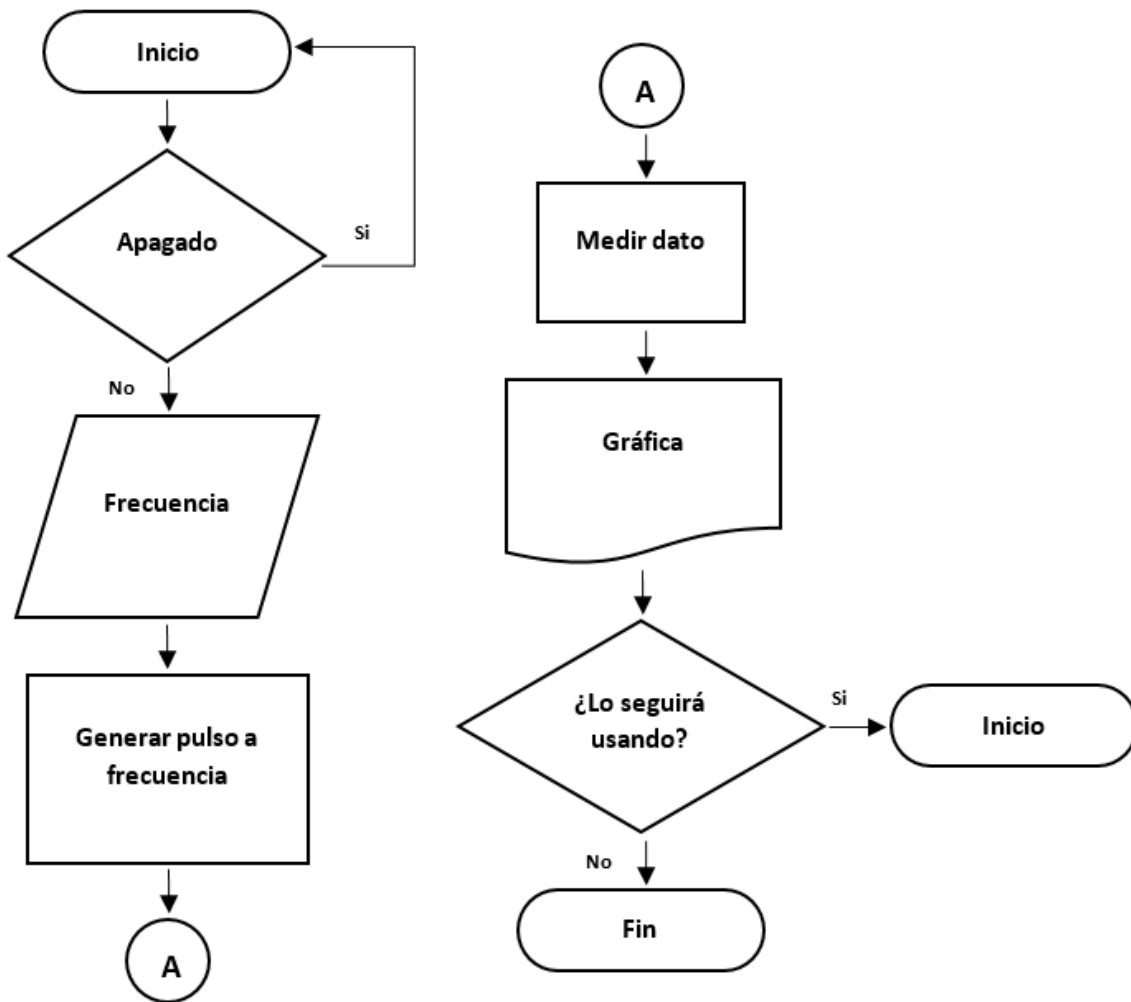 Inicio
Apagado
Si
No
Frecuencia
Generar pulso a
frecuencia
A
A
Medir dato
Gráfica
¿Lo seguirá
usando?
Si
Inicio
No
Fin